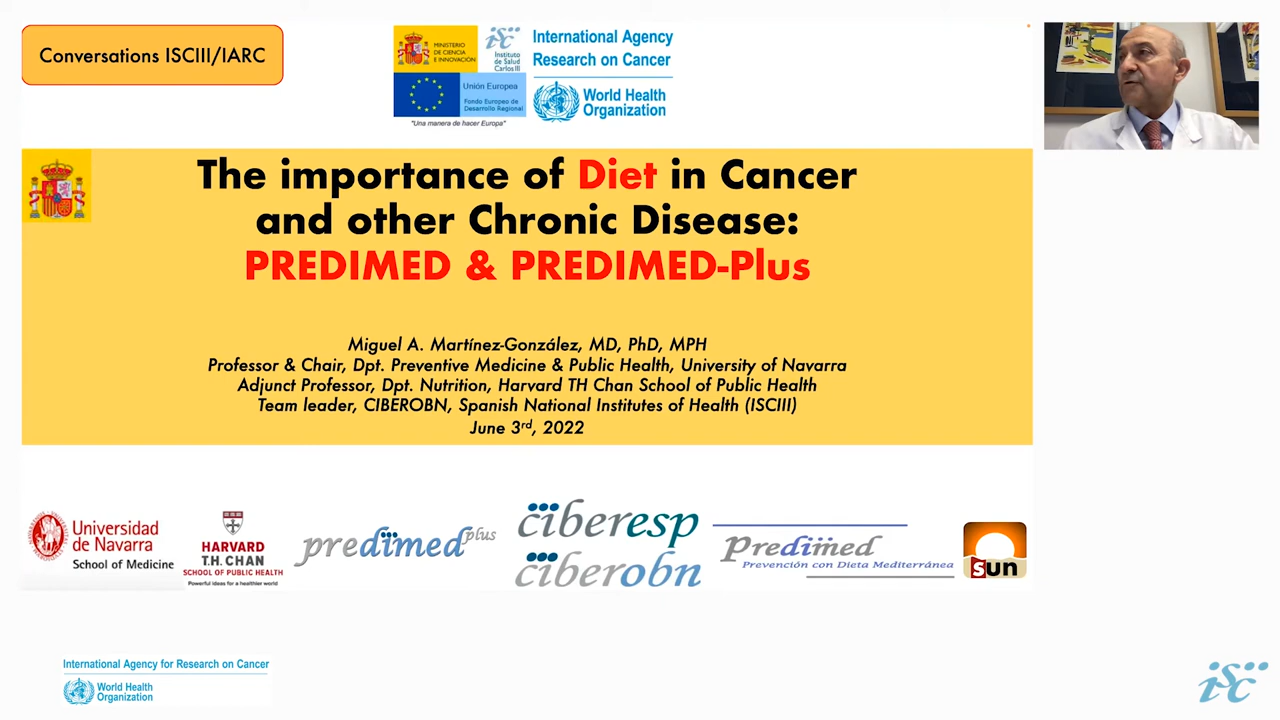 Conversations ISCIII/IARC
MINISTERIO
DE CIENCIA
E INNOVACIÓN
isc
Instituto
de Salud
Carlos III
Unión Europea
Fondo Europeo de
Desarrollo Regional
"Una manera de hacer Europa"
International Agency
Research on Cancer
World Health
Organization
The importance of Diet in Cancer
and other Chronic Disease:
PREDIMED & PREDIMED-Plus
Miguel A. Martínez-González, MD, PhD, MPH
Professor & Chair, Dpt. Preventive Medicine & Public Health, University of Navarra
Adjunct Professor, Dpt. Nutrition, Harvard TH Chan School of Public Health
Team leader, CIBEROBN, Spanish National Institutes of Health (ISCIII)
June 3rd, 2022
Universidad
de Navarra
School of Medicine
HARVARD
T.H. CHAN
SCHOOL OF PUBLIC HEALTH
Powerful ideas for a healthier world
predimed plus
ciberesp
ciberobn
Predimed
Prevención con Dieta Mediterránea
sun
International Agency for Research on Cancer
World Health
Organization
isc